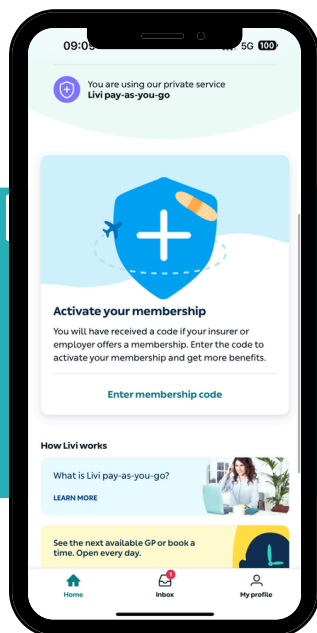 09:09
5G 100
You are using our private service
Livi pay-as-you-go
Activate your membership
You will have received a code if your insurer or
employer offers a membership. Enter the code to
activate your membership and get more benefits.
Enter membership code
How Livi works
What is Livi pay-as-you-go?
LEARN MORE
See the next available GP or book a
time. Open every day.
1
Home
Inbox
My profile